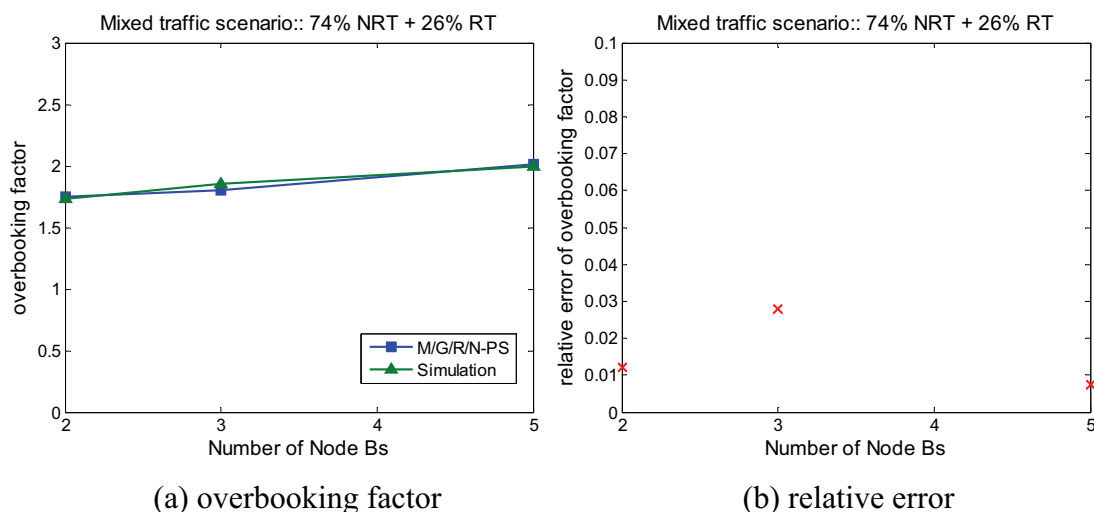 Mixed traffic scenario:: 74% NRT + 26% RT
3
2.5
2
1.5
1
0.5
0
overbooking factor
M/G/R/N-PS
Simulation
2
3
4
5
Number of Node Bs
(a) overbooking factor
Mixed traffic scenario:: 74% NRT + 26% RT
0.1
0.09
0.08
0.07
0.06
0.05
0.04
0.03
0.02
0.01
0
relative error of overbooking factor
2
3
4
5
Number of Node Bs
(b) relative error